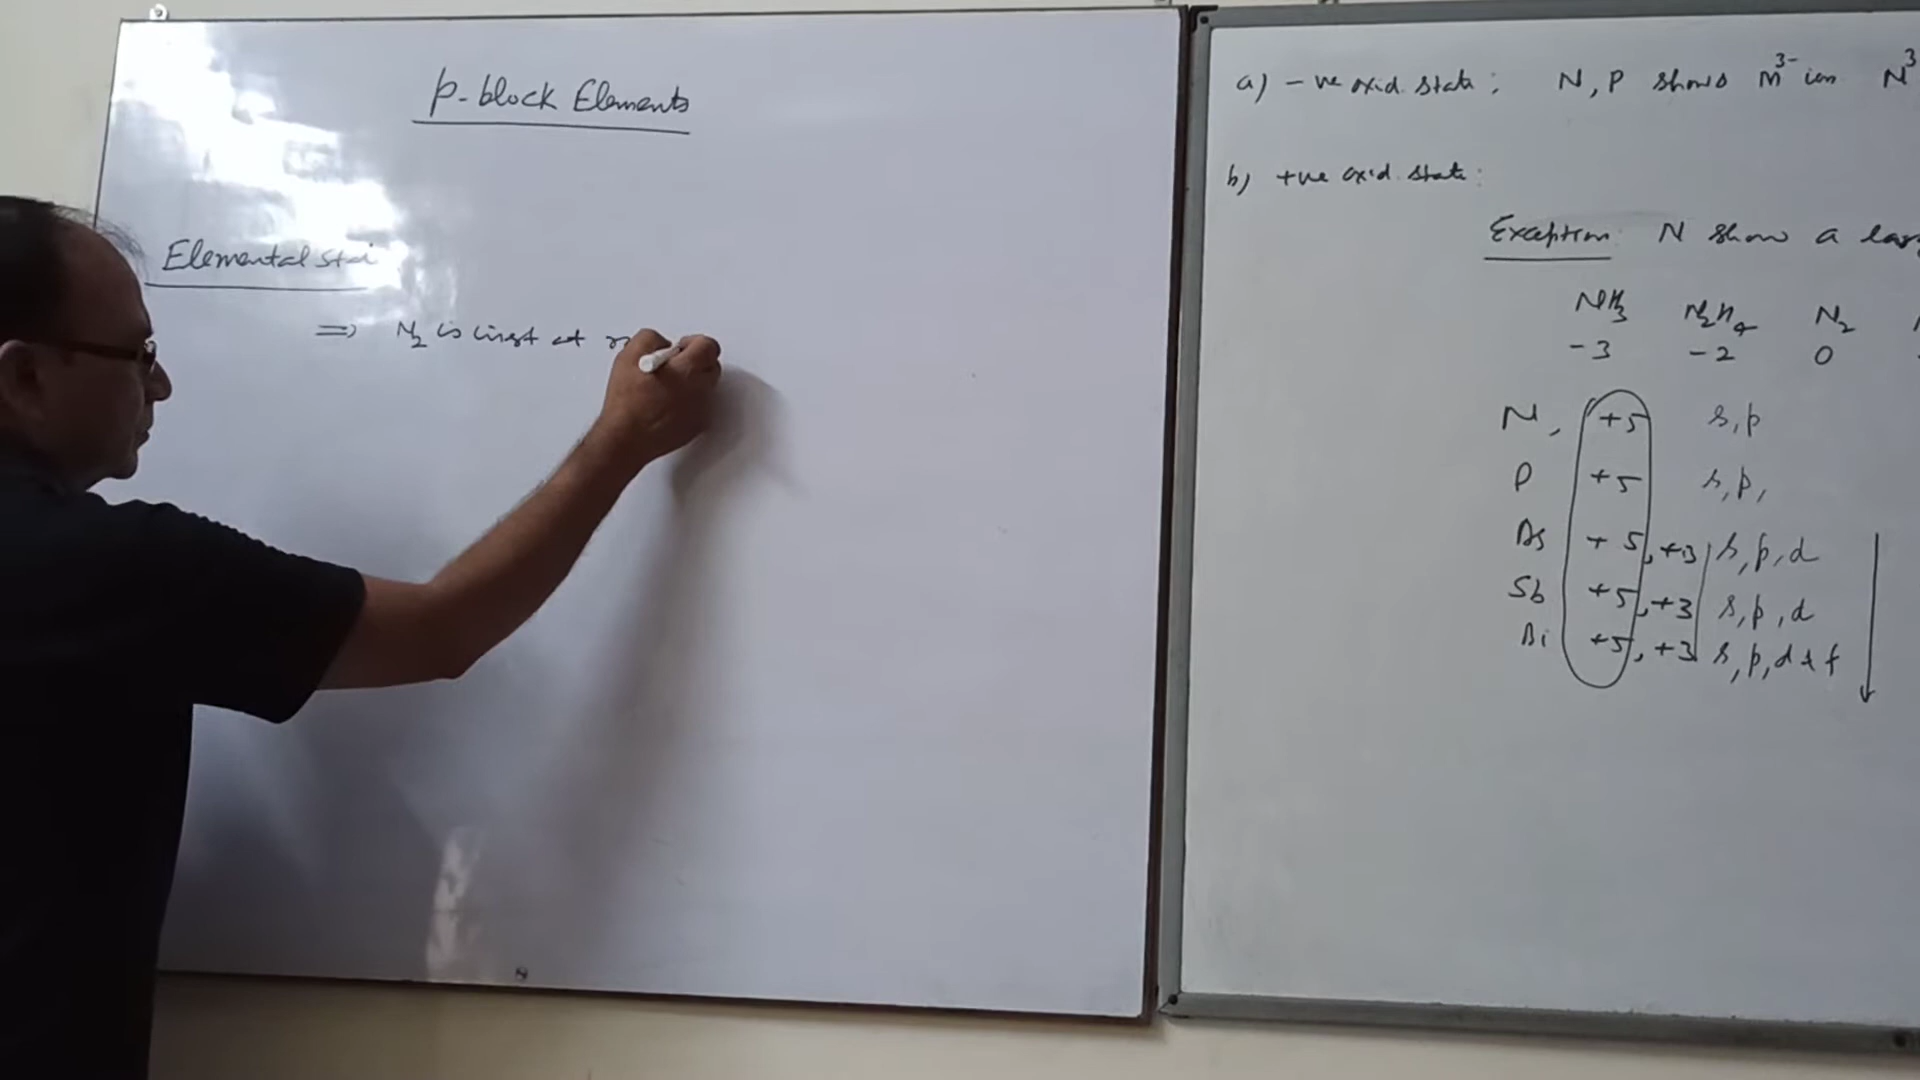 p-block Elements
Elemental stat
⇒ N2 is inert at
a) -ve oxid. state; N, P shows M3- ion N3
b) +ve oxid. state:
Exception: N show a
NH3 N2H4 N2
-3 -2 0
N, +5 s, p
P +5 s, p,
As +5, +3 s, p, d
Sb +5, +3 s, p, d
Bi +5, +3 s, p, d & f